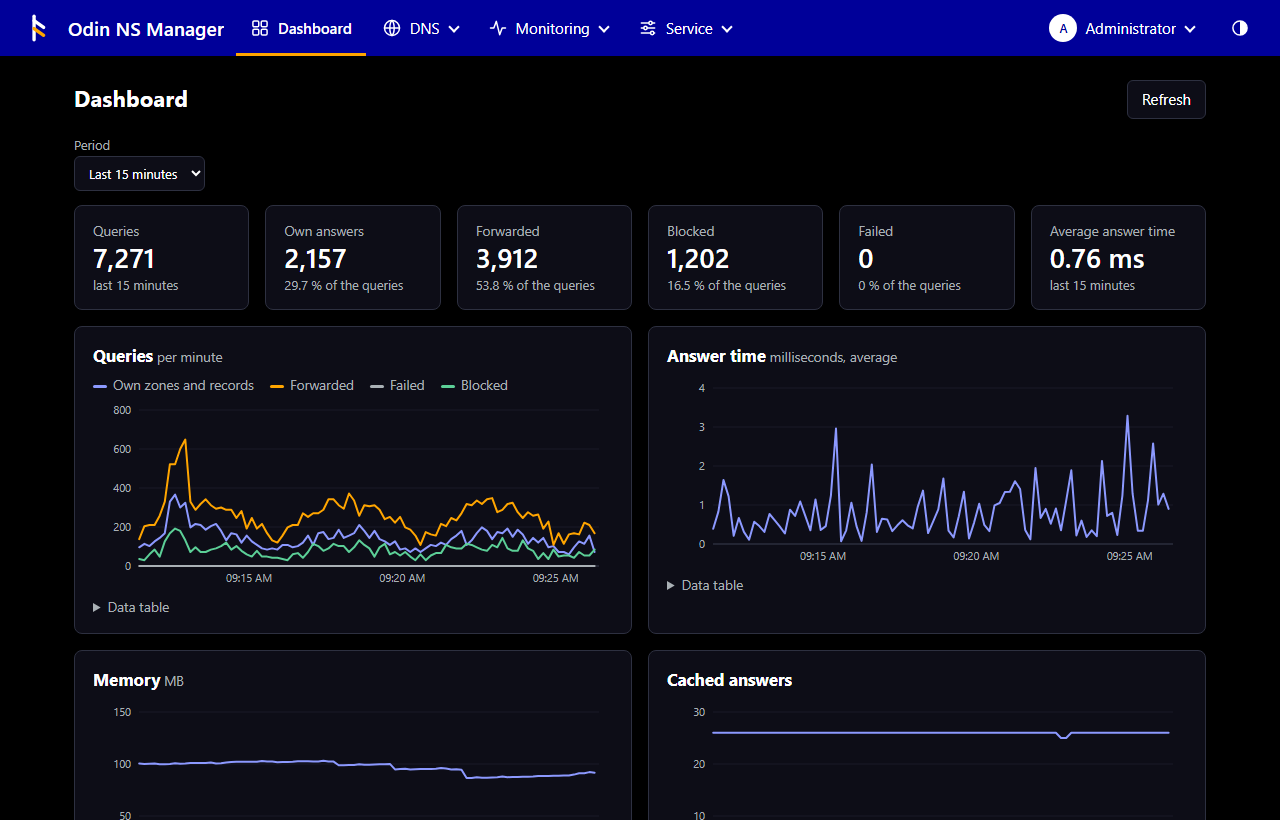 Odin NS Manager
Dashboard
DNS
Monitoring
Service
A
Administrator
Dashboard
Refresh
Period
Last 15 minutes
Queries
7,271
last 15 minutes
Own answers
2,157
29.7 % of the queries
Forwarded
3,912
53.8 % of the queries
Blocked
1,202
16.5 % of the queries
Failed
0
0 % of the queries
Average answer time
0.76 ms
last 15 minutes
Queries per minute
Own zones and records
Forwarded
Failed
Blocked
800
600
400
200
0
09:15 AM
09:20 AM
09:25 AM
Data table
Answer time milliseconds, average
4
3
2
1
0
09:15 AM
09:20 AM
09:25 AM
Data table
Memory MB
150
100
50
Cached answers
30
20
10